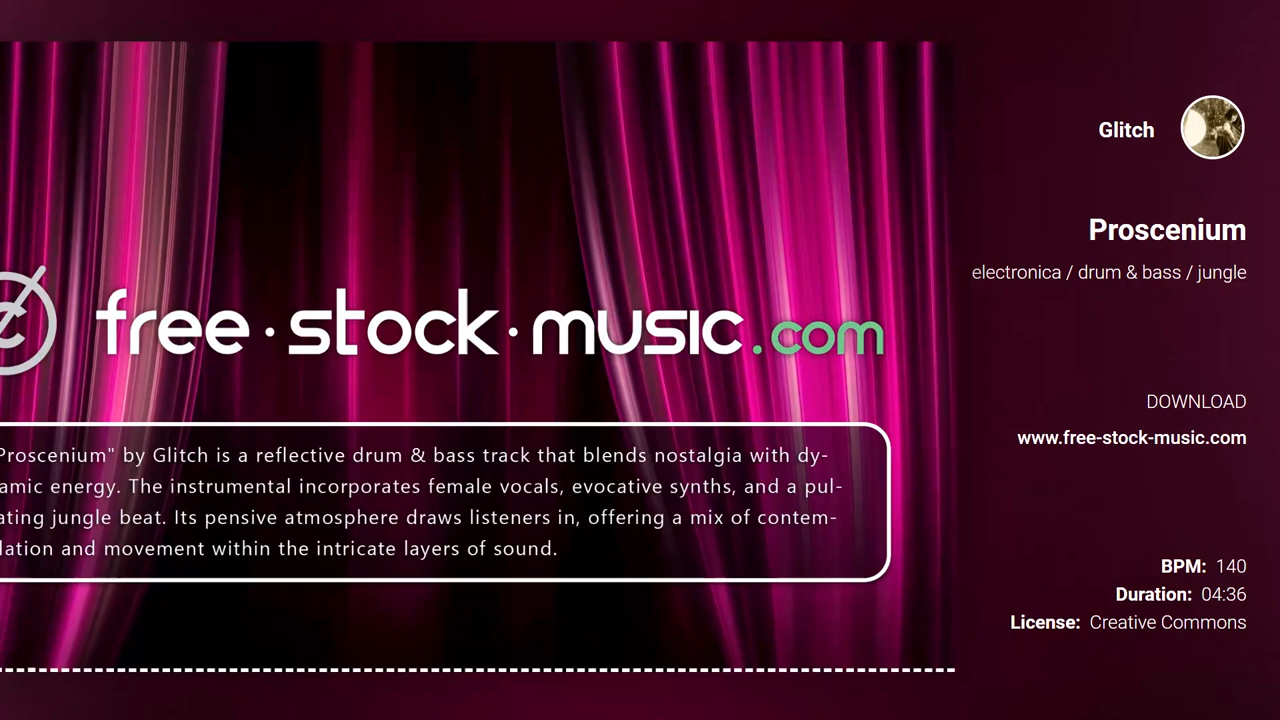 free·stock·music.com
Proscenium" by Glitch is a reflective drum & bass track that blends nostalgia with dy-
amic energy. The instrumental incorporates female vocals, evocative synths, and a pul-
ating jungle beat. Its pensive atmosphere draws listeners in, offering a mix of contem-
lation and movement within the intricate layers of sound.
Glitch
Proscenium
electronica / drum & bass / jungle
DOWNLOAD
www.free-stock-music.com
BPM: 140
Duration: 04:36
License: Creative Commons